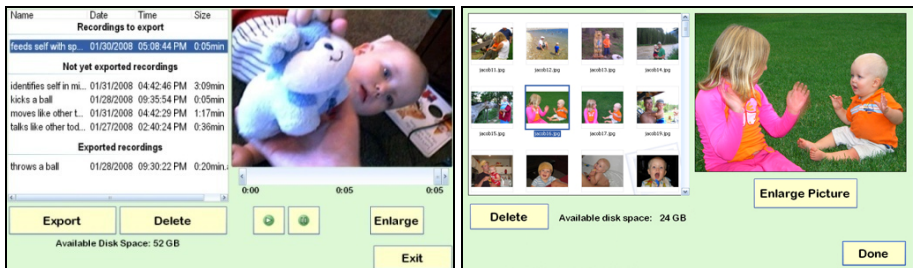 Name Date Time Size
Recordings to export
feeds self with sp... 01/30/2008 05:08:44 PM 0:05min
Not yet exported recordings
identifies self in mi... 01/31/2008 04:42:46 PM 3:09min
kicks a ball 01/28/2008 09:35:54 PM 0:05min
moves like other t... 01/31/2008 04:42:29 PM 1:17min
talks like other tod... 01/27/2008 02:40:24 PM 0:36min
Exported recordings
throws a ball 01/28/2008 09:30:22 PM 0:20min.
0:00 0:05 0:05
Export Delete Enlarge
Available Disk Space: 52 GB
Exit
jacob11.jpg jacob12.jpg jacob13.jpg jacob14.jpg
jacob15.jpg jacob16.jpg jacob17.jpg jacob19.jpg
Enlarge Picture
Delete Available disk space: 24 GB
Done